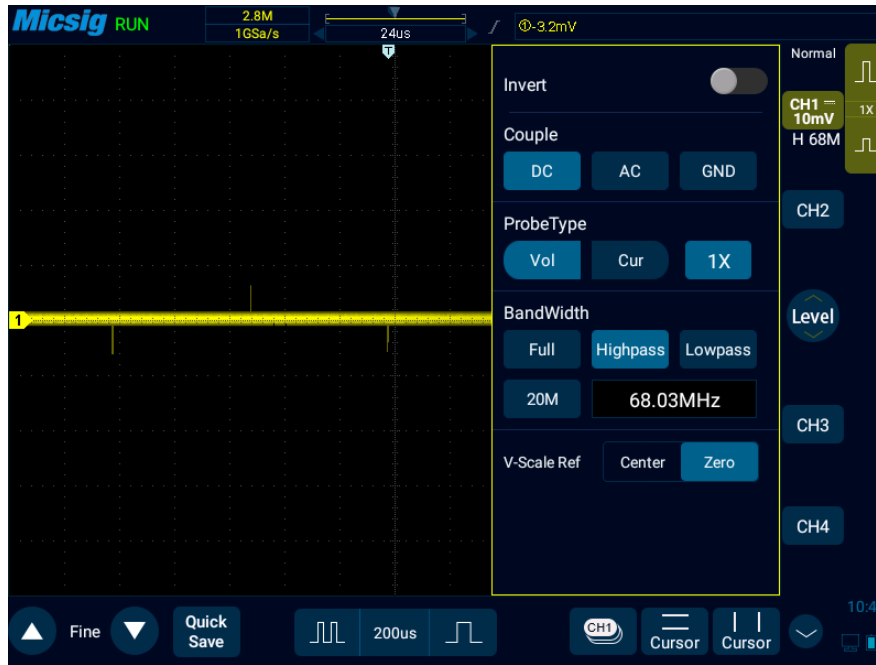 Micsig RUN
2.8M
1GSa/s
24us
①-3.2mV
T
Invert
Normal
Couple
CH1
10mV
1X
H 68M
DC AC GND
CH2
ProbeType
Vol Cur 1X
1
BandWidth
Level
Full Highpass Lowpass
20M 68.03MHz
CH3
V-Scale Ref Center Zero
CH4
Fine
Quick
Save
200us
CH1
Cursor
Cursor